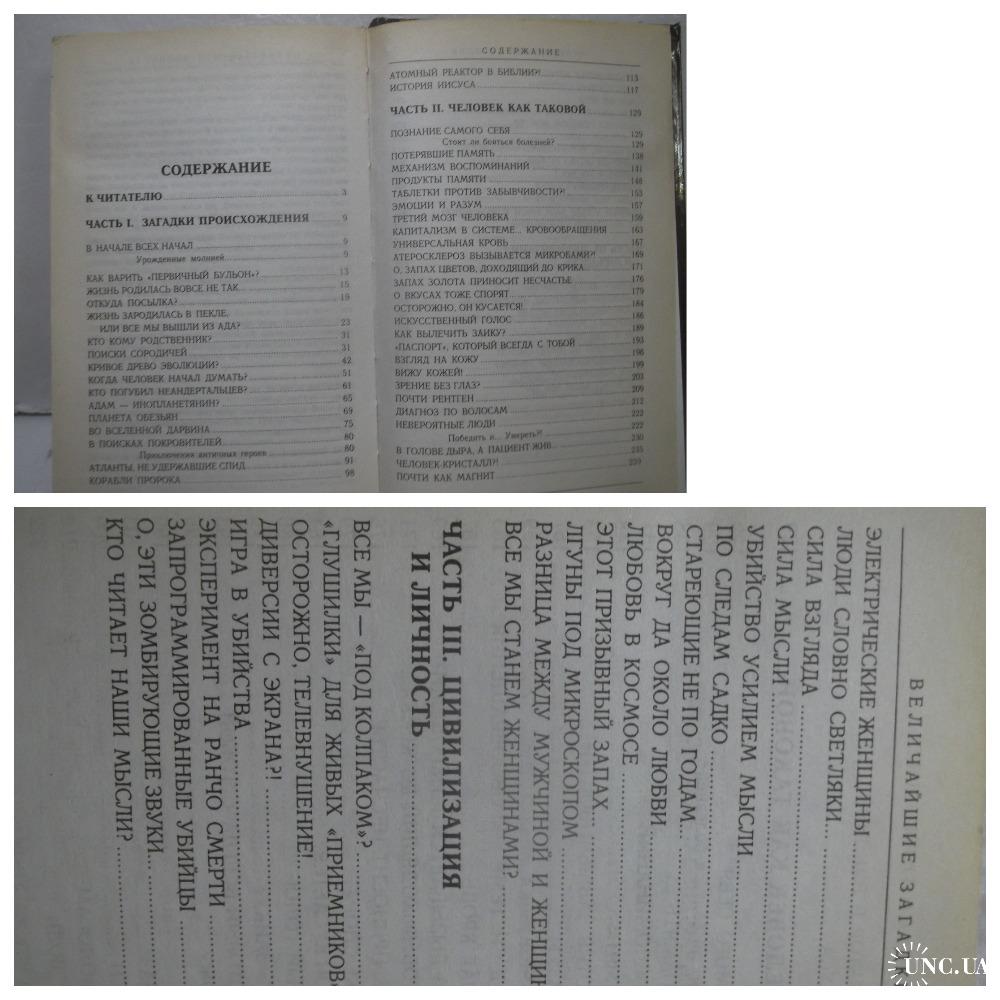 СОДЕРЖАНИЕ
К ЧИТАТЕЛЮ 3
ЧАСТЬ I. ЗАГАДКИ ПРОИСХОЖДЕНИЯ 9
В НАЧАЛЕ ВСЕХ НАЧАЛ 9
Урожденные молнией 9
КАК ВАРИТЬ «ПЕРВИЧНЫЙ БУЛЬОН»? 13
ЖИЗНЬ РОДИЛАСЬ ВОВСЕ НЕ ТАК 15
ОТКУДА ПОСЫЛКА? 19
ЖИЗНЬ ЗАРОДИЛАСЬ В ПЕКЛЕ,
ИЛИ ВСЕ МЫ ВЫШЛИ ИЗ АДА? 23
КТО КОМУ РОДСТВЕННИК? 31
ПОИСКИ СОРОДИЧЕЙ 31
КРИВОЕ ДРЕВО ЭВОЛЮЦИИ? 42
КОГДА ЧЕЛОВЕК НАЧАЛ ДУМАТЬ? 51
КТО ПОГУБИЛ НЕАНДЕРТАЛЬЦЕВ? 61
АДАМ — ИНОПЛАНЕТЯНИН? 65
ПЛАНЕТА ОБЕЗЬЯН 69
ВО ВСЕЛЕННОЙ ДАРВИНА 75
В ПОИСКАХ ПОКРОВИТЕЛЕЙ 80
Приключения античных героев 80
АТЛАНТЫ, НЕ УДЕРЖАВШИЕ СПИД 91
КОРАБЛИ ПРОРОКА 98
СОДЕРЖАНИЕ
АТОМНЫЙ РЕАКТОР В БИБЛИИ?! 113
ИСТОРИЯ ИИСУСА 117
ЧАСТЬ II. ЧЕЛОВЕК КАК ТАКОВОЙ 129
ПОЗНАНИЕ САМОГО СЕБЯ 129
Стоит ли бояться болезней? 129
ПОТЕРЯВШИЕ ПАМЯТЬ 138
МЕХАНИЗМ ВОСПОМИНАНИЙ 141
ПРОДУКТЫ ПАМЯТИ 148
ТАБЛЕТКИ ПРОТИВ ЗАБЫВЧИВОСТИ?! 153
ЭМОЦИИ И РАЗУМ 157
ТРЕТИЙ МОЗГ ЧЕЛОВЕКА 159
КАПИТАЛИЗМ В СИСТЕМЕ... КРОВООБРАЩЕНИЯ 163
УНИВЕРСАЛЬНАЯ КРОВЬ 167
АТЕРОСКЛЕРОЗ ВЫЗЫВАЕТСЯ МИКРОБАМИ?! 169
О, ЗАПАХ ЦВЕТОВ, ДОХОДЯЩИЙ ДО КРИКА 171
ЗАПАХ ЗОЛОТА ПРИНОСИТ НЕСЧАСТЬЕ 176
О ВКУСАХ ТОЖЕ СПОРЯТ 179
ОСТОРОЖНО, ОН КУСАЕТСЯ! 184
ИСКУССТВЕННЫЙ ГОЛОС 186
КАК ВЫЛЕЧИТЬ ЗАИКУ? 189
«ПАСПОРТ», КОТОРЫЙ ВСЕГДА С ТОБОЙ 193
ВЗГЛЯД НА КОЖУ 196
ВИЖУ КОЖЕЙ! 199
ЗРЕНИЕ БЕЗ ГЛАЗ? 203
ПОЧТИ РЕНТГЕН 209
ДИАГНОЗ ПО ВОЛОСАМ 212
НЕВЕРОЯТНЫЕ ЛЮДИ 222
Победить и... Умереть?! 222
В ГОЛОВЕ ДЫРА, А ПАЦИЕНТ ЖИВ 230
ЧЕЛОВЕК-КРИСТАЛЛ?! 235
ПОЧТИ КАК МАГНИТ 239
ВЕЛИЧАЙШИЕ ЗАГА
ЭЛЕКТРИЧЕСКИЕ ЖЕНЩИНЫ
ЛЮДИ СЛОВНО СВЕТЛЯКИ
СИЛА ВЗГЛЯДА
СИЛА МЫСЛИ
УБИЙСТВО УСИЛИЕМ МЫСЛИ
ПО СЛЕДАМ САДКО
СТАРЕЮЩИЕ НЕ ПО ГОДАМ
ВОКРУГ ДА ОКОЛО ЛЮБВИ
ЛЮБОВЬ В КОСМОСЕ
ЭТОТ ПРИЗЫВНЫЙ ЗАПАХ
ЛГУНЫ ПОД МИКРОСКОПОМ
РАЗНИЦА МЕЖДУ МУЖЧИНОЙ И ЖЕНЩИН
ВСЕ МЫ СТАНЕМ ЖЕНЩИНАМИ?
ЧАСТЬ III. ЦИВИЛИЗАЦИЯ
И ЛИЧНОСТЬ
ВСЕ МЫ — «ПОД КОЛПАКОМ»?
«ГЛУШИЛКИ» ДЛЯ ЖИВЫХ «ПРИЕМНИКОВ»
ОСТОРОЖНО, ТЕЛЕВНУШЕНИЕ!
ДИВЕРСИИ С ЭКРАНА?!
ИГРА В УБИЙСТВА
ЭКСПЕРИМЕНТ НА РАНЧО СМЕРТИ
ЗАПРОГРАММИРОВАННЫЕ УБИЙЦЫ
О, ЭТИ ЗОМБИРУЮЩИЕ ЗВУКИ
КТО ЧИТАЕТ НАШИ МЫСЛИ?
UNC.UA